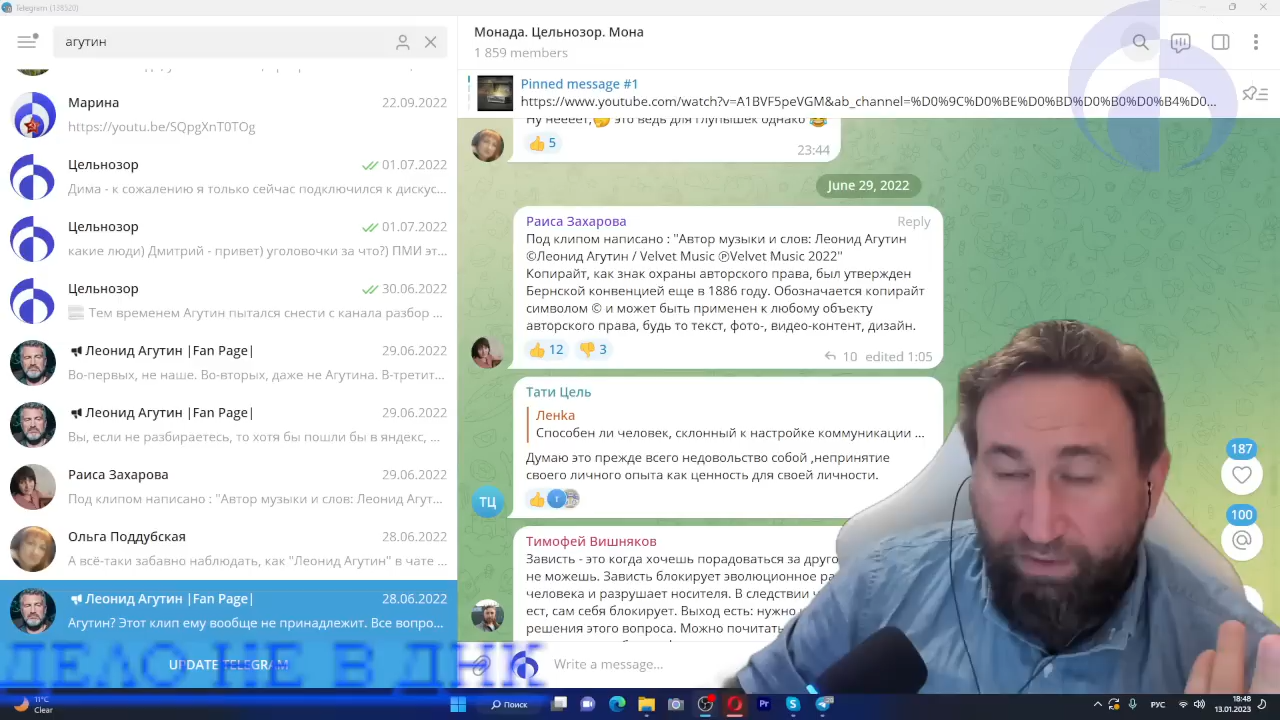 Telegram (138520)
агутин
Марина
22.09.2022
https://youtu.be/SQpgXnT0TOg
Цельнозор
01.07.2022
Дима - к сожалению я только сейчас подключился к дискус...
Цельнозор
01.07.2022
какие люди) Дмитрий - привет) уголовочки за что?) ПМИ эт...
Цельнозор
30.06.2022
Тем временем Агутин пытался снести с канала разбор ...
Леонид Агутин |Fan Page|
29.06.2022
Во-первых, не наше. Во-вторых, даже не Агутина. В-третит...
Леонид Агутин |Fan Page|
29.06.2022
Вы, если не разбираетесь, то хотя бы пошли бы в яндекс, ...
Раиса Захарова
29.06.2022
Под клипом написано : "Автор музыки и слов: Леонид Агут...
Ольга Поддубская
28.06.2022
А всё-таки забавно наблюдать, как "Леонид Агутин" в чате ...
Леонид Агутин |Fan Page|
28.06.2022
Агутин? Этот клип ему вообще не принадлежит. Все вопро...
UPDATE TELEGRAM
Монада. Цельнозор. Мона
1 859 members
Pinned message #1
https://www.youtube.com/watch?v=A1BVF5peVGM&ab_channel=%D0%9C%D0%BE%D0%BD%D0%B0%D0%B4%D0...
Ну нееeет, это ведь для глупышек однако
5
23:44
June 29, 2022
Раиса Захарова
Reply
Под клипом написано : "Автор музыки и слов: Леонид Агутин
©Леонид Агутин / Velvet Music ℗Velvet Music 2022"
Копирайт, как знак охраны авторского права, был утвержден
Бернской конвенцией еще в 1886 году. Обозначается копирайт
символом © и может быть применен к любому объекту
авторского права, будь то текст, фото-, видео-контент, дизайн.
12
3
10 edited 1:05
Тати Цель
Ленka
Способен ли человек, склонный к настройке коммуникации ...
Думаю это прежде всего недовольство собой ,непринятие
своего личного опыта как ценность для своей личности.
ТЦ
Тимофей Вишняков
Зависть - это когда хочешь порадоваться за друго
не можешь. Зависть блокирует эволюционное ра
человека и разрушает носителя. В следствии ч
ест, сам себя блокирует. Выход есть: нужно
решения этого вопроса. Можно почитать
187
100
Write a message...
11°C
Clear
Поиск
РУС
18:48
13.01.2023